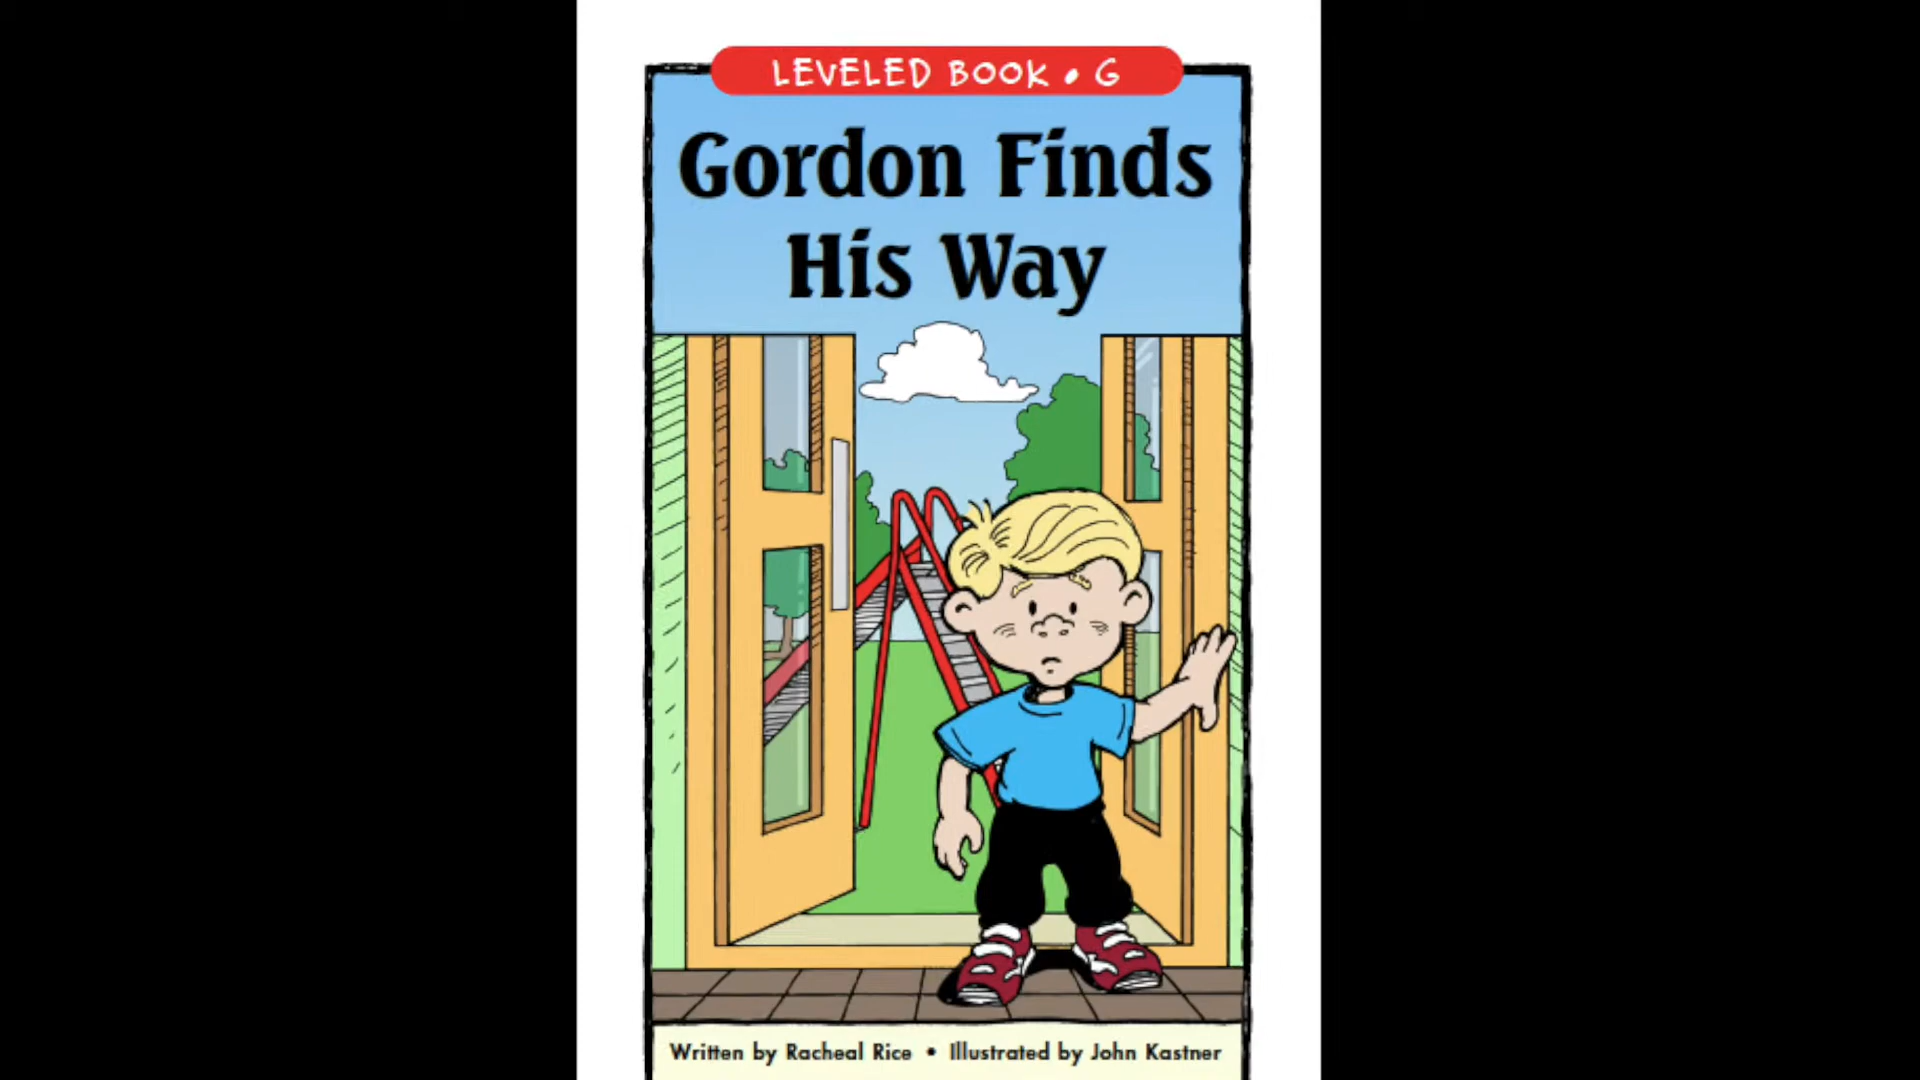 LEVELED BOOK • G
Gordon Finds
His Way
Written by Racheal Rice • Illustrated by John Kastner